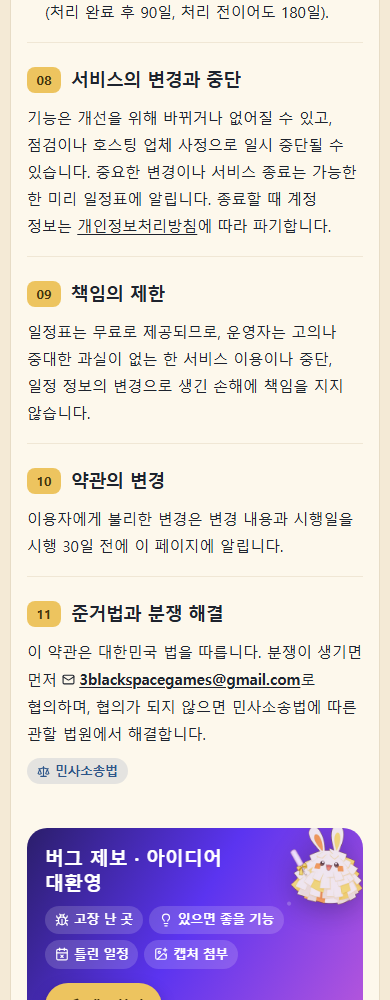 (처리 완료 후 90일, 처리 전이어도 180일).
08 서비스의 변경과 중단
기능은 개선을 위해 바뀌거나 없어질 수 있고,
점검이나 호스팅 업체 사정으로 일시 중단될 수
있습니다. 중요한 변경이나 서비스 종료는 가능한
한 미리 일정표에 알립니다. 종료할 때 계정
정보는 개인정보처리방침에 따라 파기합니다.
09 책임의 제한
일정표는 무료로 제공되므로, 운영자는 고의나
중대한 과실이 없는 한 서비스 이용이나 중단,
일정 정보의 변경으로 생긴 손해에 책임을 지지
않습니다.
10 약관의 변경
이용자에게 불리한 변경은 변경 내용과 시행일을
시행 30일 전에 이 페이지에 알립니다.
11 준거법과 분쟁 해결
이 약관은 대한민국 법을 따릅니다. 분쟁이 생기면
먼저 3blackspacegames@gmail.com로
협의하며, 협의가 되지 않으면 민사소송법에 따른
관할 법원에서 해결합니다.
민사소송법
버그 제보 · 아이디어
대환영
고장 난 곳 있으면 좋을 기능
틀린 일정 캡처 첨부